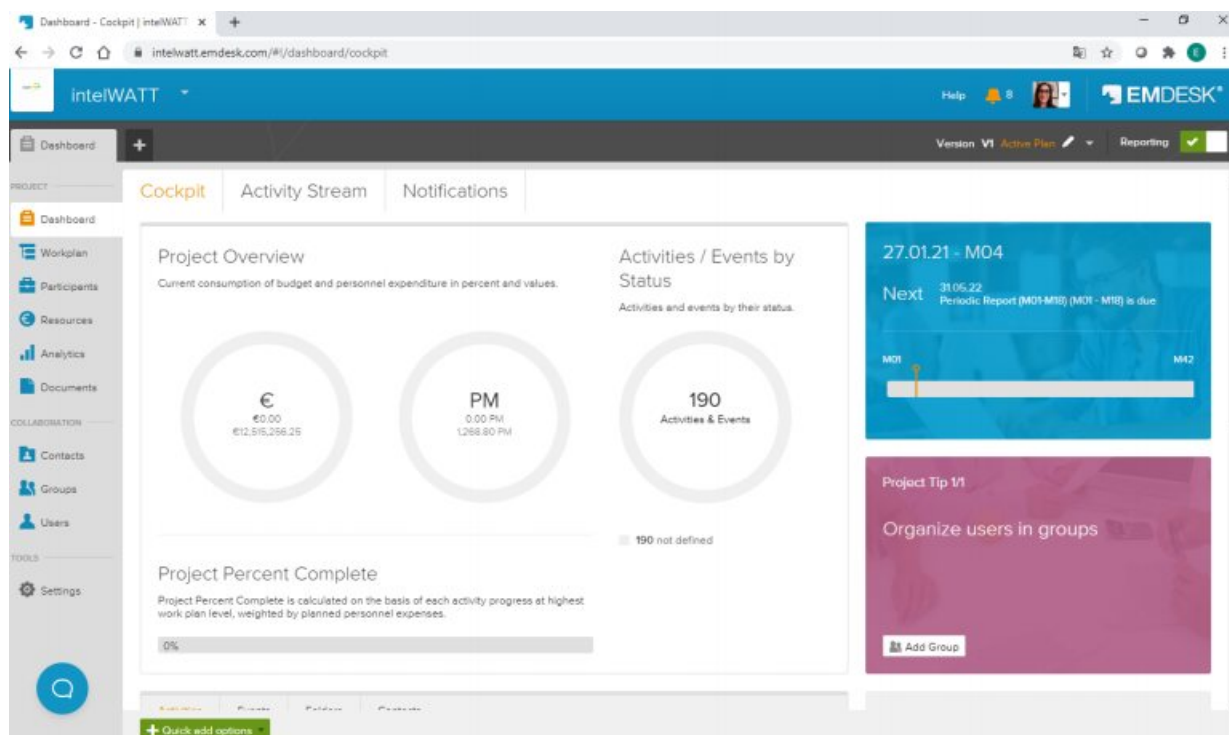 Dashboard - Cockpit | intelWATT
intelwatt.emdesk.com/#!/dashboard/cockpit
E
intelWATT
Help
8
EMDESK
Dashboard
Version V1 Active Plan
Reporting
PROJECT
Dashboard
Workplan
Participants
Resources
Analytics
Documents
COLLABORATION
Contacts
Groups
Users
TOOLS
Settings
Cockpit
Activity Stream
Notifications
Project Overview
Current consumption of budget and personnel expenditure in percent and values.
€
€0.00
€12,515,256.25
PM
0.00 PM
1,268.80 PM
Activities / Events by
Status
Activities and events by their status.
190
Activities & Events
190 not defined
Project Percent Complete
Project Percent Complete is calculated on the basis of each activity progress at highest
work plan level, weighted by planned personnel expenses.
0%
27.01.21 - M04
Next
31.05.22
Periodic Report (M01-M18) (M01 - M18) is due
M01
M42
Project Tip 1/1
Organize users in groups
Add Group
Activities
Events
Folders
Contacts
Quick add options